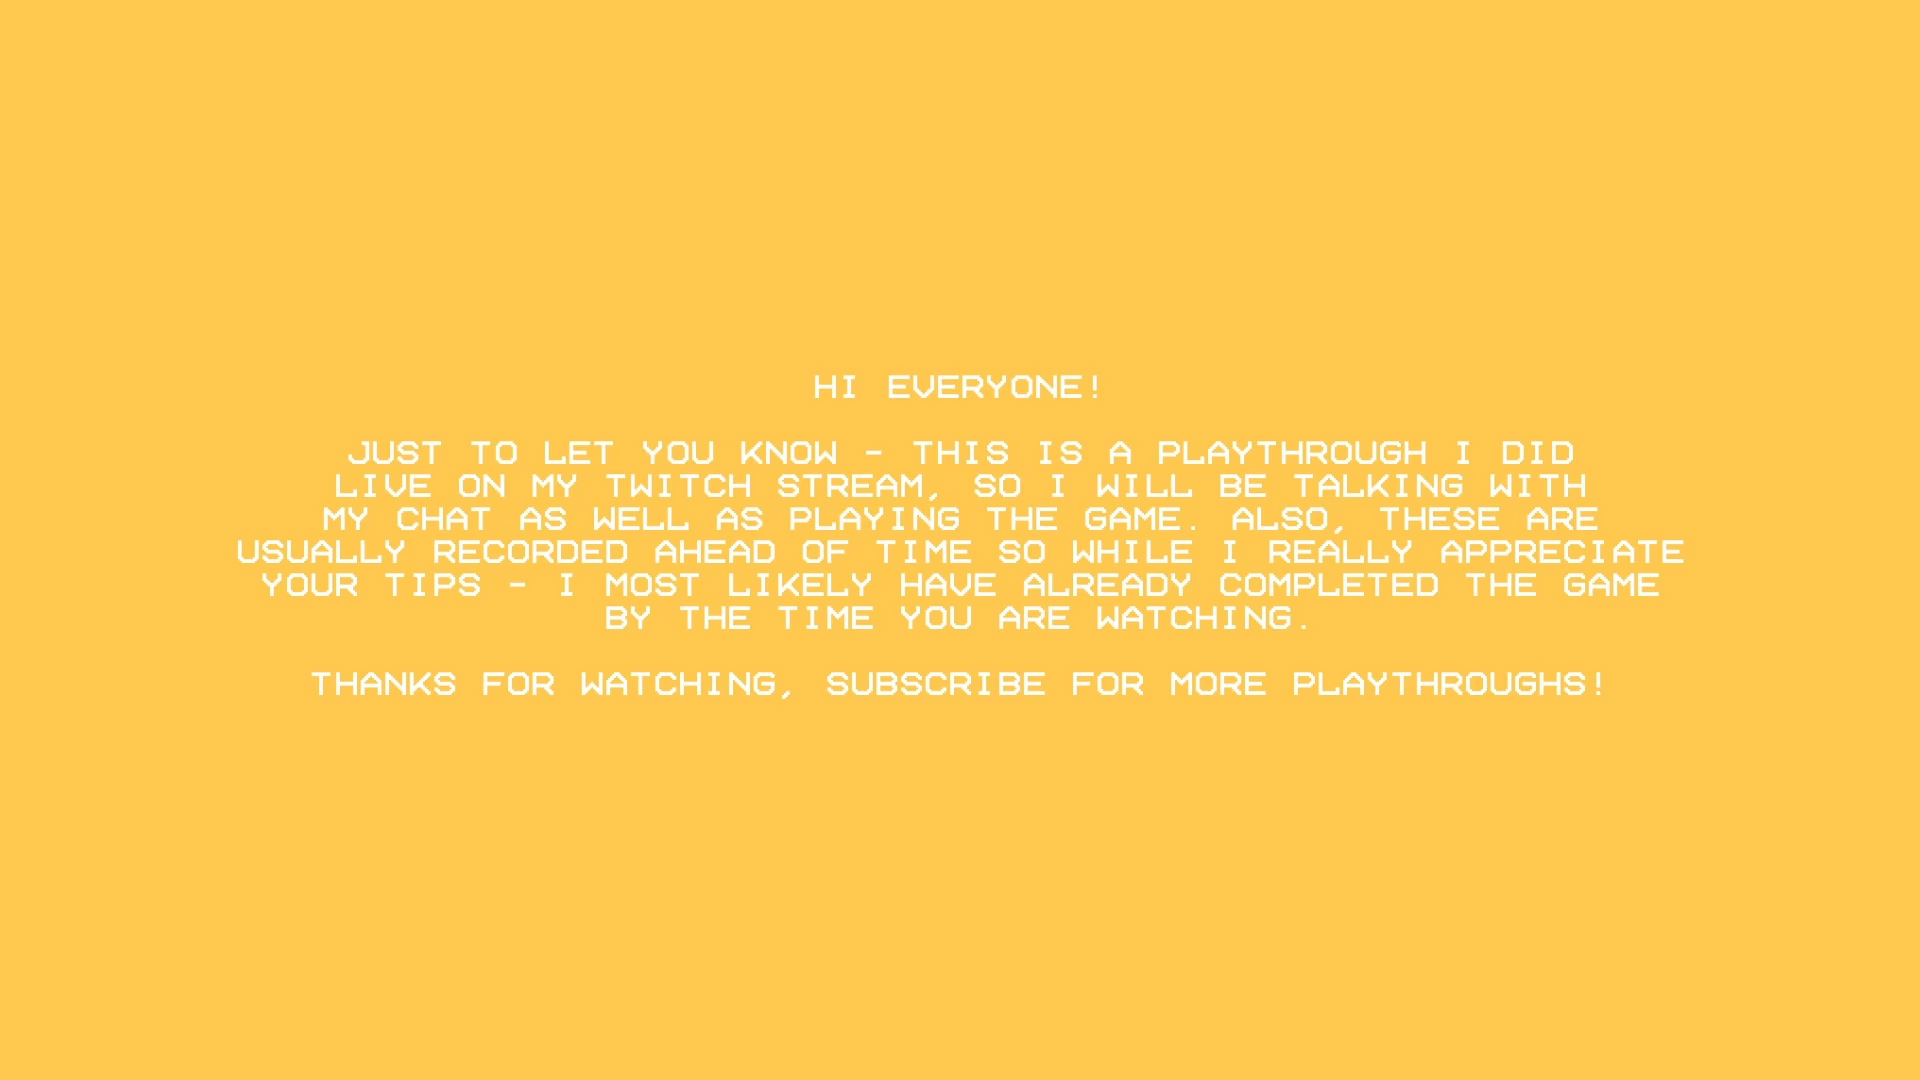 HI EVERYONE!
JUST TO LET YOU KNOW - THIS IS A PLAYTHROUGH I DID
LIVE ON MY TWITCH STREAM, SO I WILL BE TALKING WITH
MY CHAT AS WELL AS PLAYING THE GAME. ALSO, THESE ARE
USUALLY RECORDED AHEAD OF TIME SO WHILE I REALLY APPRECIATE
YOUR TIPS - I MOST LIKELY HAVE ALREADY COMPLETED THE GAME
BY THE TIME YOU ARE WATCHING.
THANKS FOR WATCHING, SUBSCRIBE FOR MORE PLAYTHROUGHS!